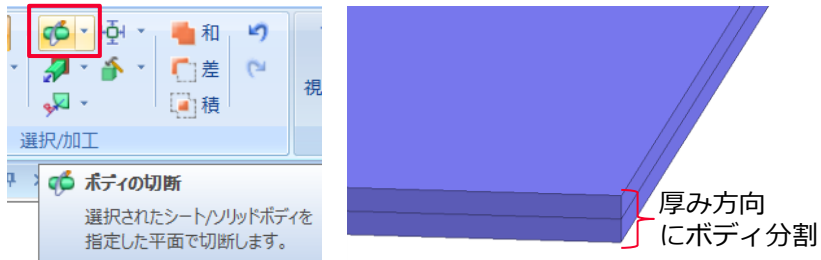 和
差
積
視
選択/加工
ボディの切断
選択されたシート/ソリッドボディを
指定した平面で切断します。
厚み方向
にボディ分割